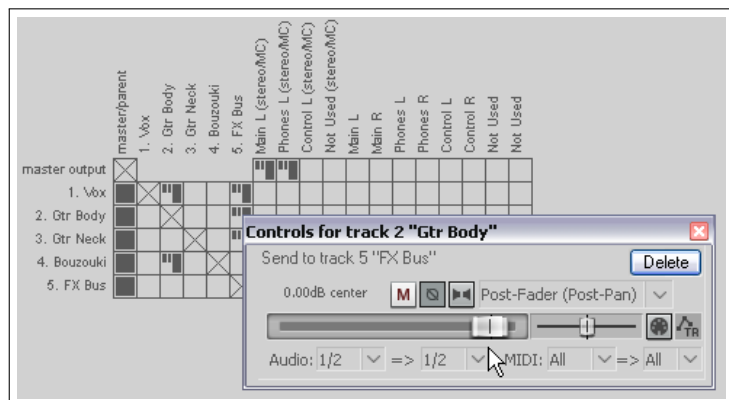 master/parent
1. Vox
2. Gtr Body
3. Gtr Neck
4. Bouzouki
5. FX Bus
Main L (stereo/MC)
Phones L (stereo/MC)
Control L (stereo/MC)
Not Used (stereo/MC)
Main L
Main R
Phones L
Phones R
Control L
Control R
Not Used
Not Used
master output
1. Vox
2. Gtr Body
3. Gtr Neck
4. Bouzouki
5. FX Bus
Controls for track 2 "Gtr Body"
Send to track 5 "FX Bus"
Delete
0.00dB center M Post-Fader (Post-Pan)
TR
Audio: 1/2 => 1/2 MIDI: All => All